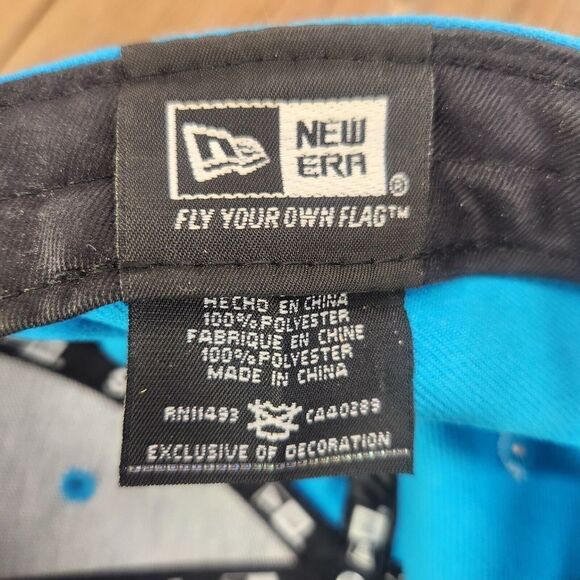 NEW
ERA®
FLY YOUR OWN FLAG™
HECHO EN CHINA
100% POLYESTER
FABRIQUE EN CHINE
100% POLYESTER
MADE IN CHINA
RN11493 CA40289
EXCLUSIVE OF DECORATION